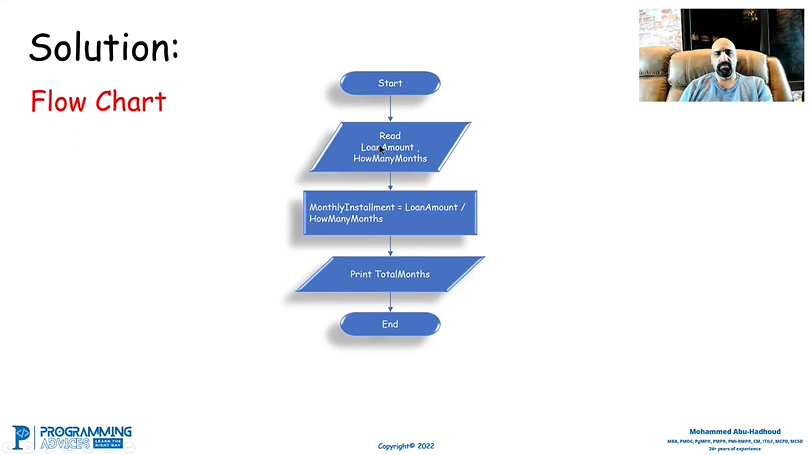 Solution:
Flow Chart
Start
Read
LoanAmount ,
HowManyMonths
MonthlyInstallment = LoanAmount /
HowManyMonths
Print TotalMonths
End
PROGRAMMING
ADVICES LEARN THE RIGHT WAY
Copyright© 2022
Mohammed Abu-Hadhoud
MBA, PMOC, PgMP®, PMP®, PMI-RMP®, CM, ITILF, MCPD, MCSD
26+ years of experience